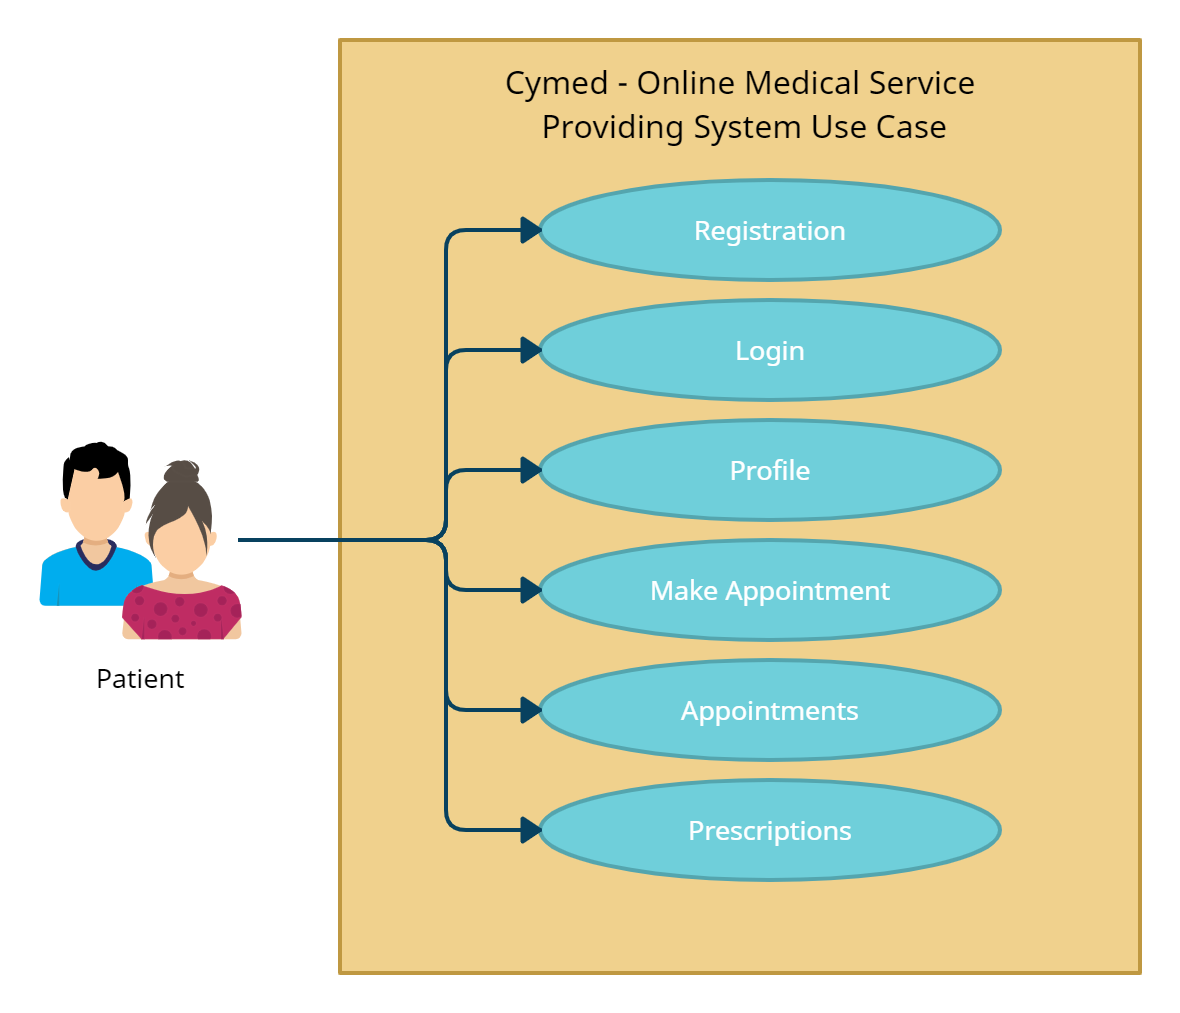 Cymed - Online Medical Service
Providing System Use Case
Registration
Login
Profile
Make Appointment
Appointments
Prescriptions
Patient